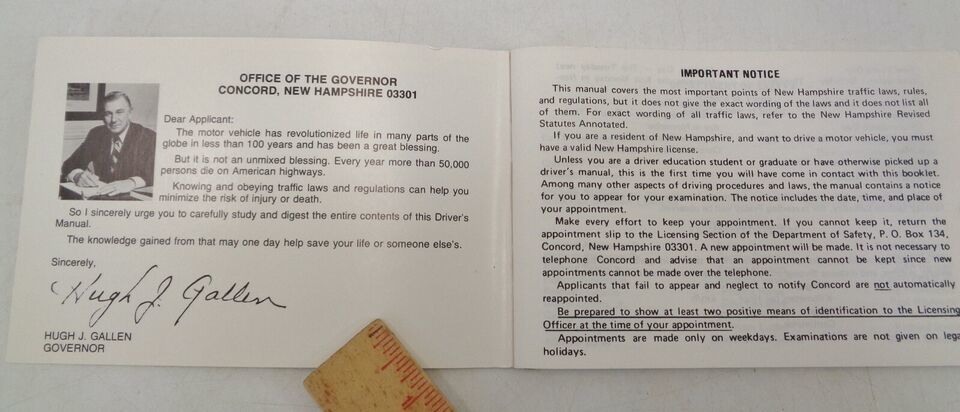 OFFICE OF THE GOVERNOR
CONCORD, NEW HAMPSHIRE 03301
Dear Applicant:
The motor vehicle has revolutionized life in many parts of the
globe in less than 100 years and has been a great blessing.
But it is not an unmixed blessing. Every year more than 50,000
persons die on American highways.
Knowing and obeying traffic laws and regulations can help you
minimize the risk of injury or death.
So I sincerely urge you to carefully study and digest the entire contents of this Driver's
Manual.
The knowledge gained from that may one day help save your life or someone else's.
Sincerely,
Hugh J. Gallen
HUGH J. GALLEN
GOVERNOR
IMPORTANT NOTICE
This manual covers the most important points of New Hampshire traffic laws, rules,
and regulations, but it does not give the exact wording of the laws and it does not list all
of them. For exact wording of all traffic laws, refer to the New Hampshire Revised
Statutes Annotated.
If you are a resident of New Hampshire, and want to drive a motor vehicle, you must
have a valid New Hampshire license.
Unless you are a driver education student or graduate or have otherwise picked up a
driver's manual, this is the first time you will have come in contact with this booklet.
Among many other aspects of driving procedures and laws, the manual contains a notice
for you to appear for your examination. The notice includes the date, time, and place of
your appointment.
Make every effort to keep your appointment. If you cannot keep it, return the
appointment slip to the Licensing Section of the Department of Safety, P. O. Box 134,
Concord, New Hampshire 03301. A new appointment will be made. It is not necessary to
telephone Concord and advise that an appointment cannot be kept since new
appointments cannot be made over the telephone.
Applicants that fail to appear and neglect to notify Concord are not automatically
reappointed.
Be prepared to show at least two positive means of identification to the Licensing
Officer at the time of your appointment.
Appointments are made only on weekdays. Examinations are not given on lega
holidays.
1